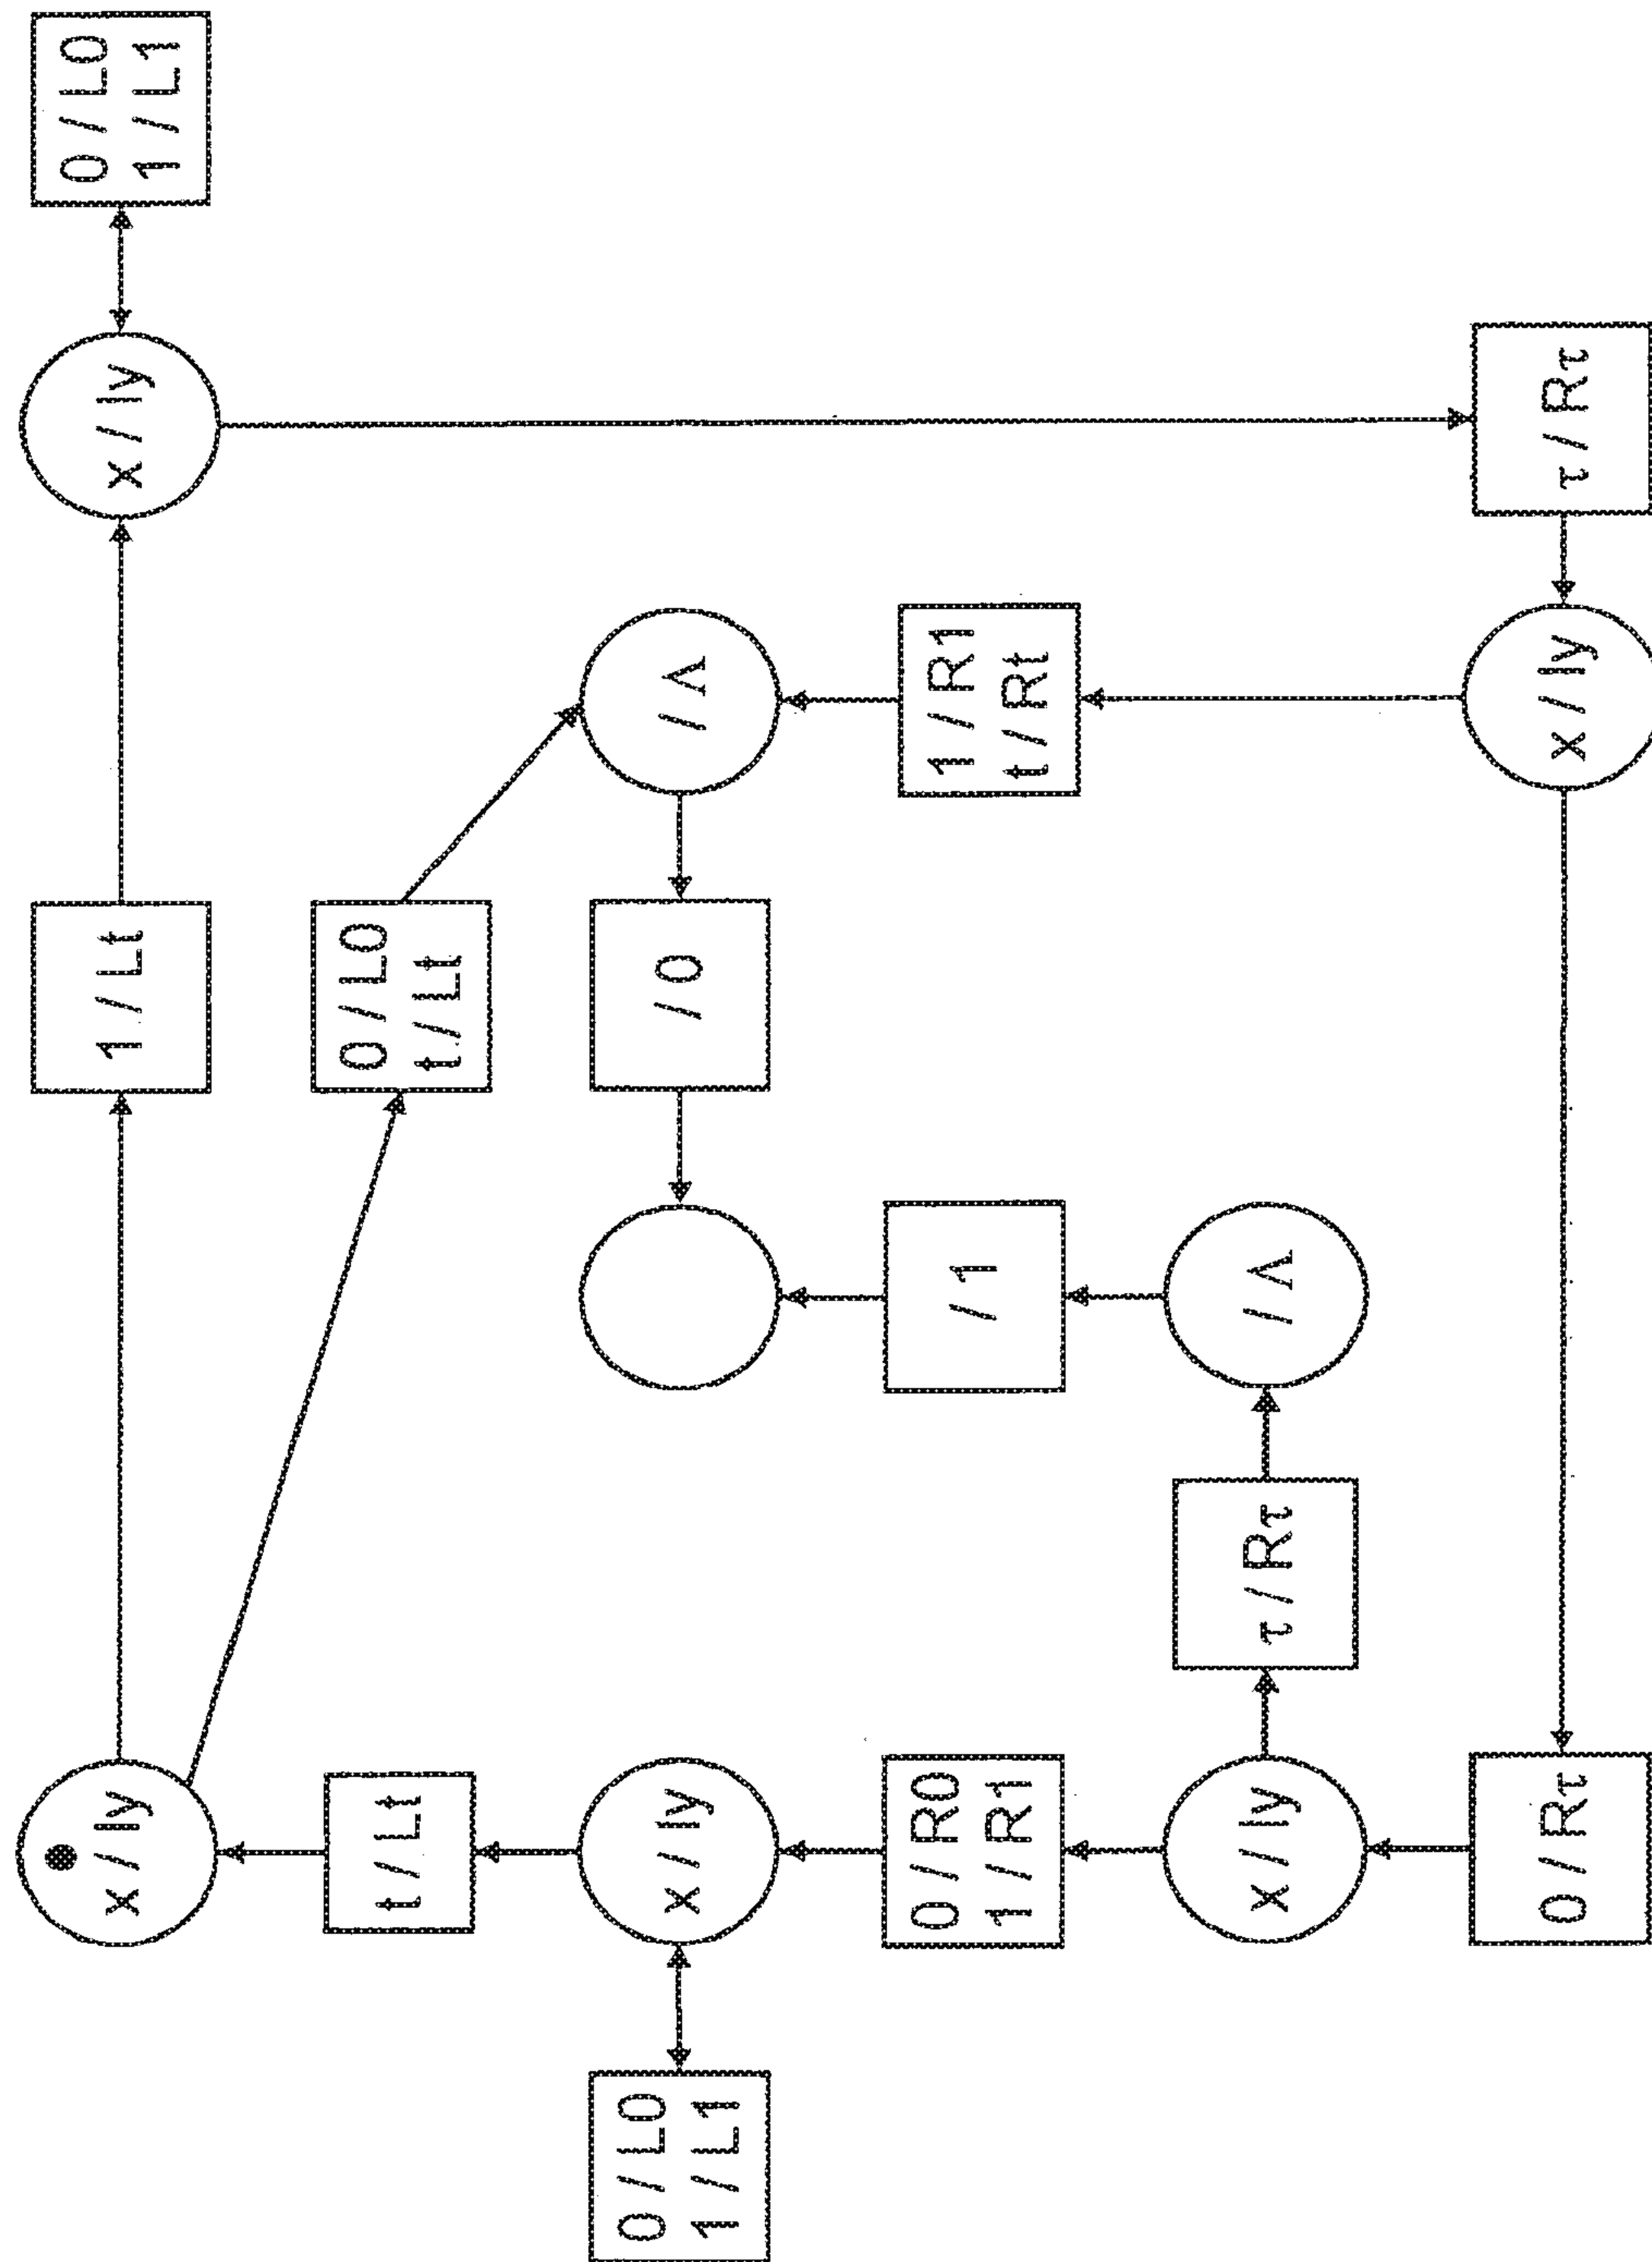 x / ly
1 / Lt
x / ly
0 / L0
1 / L1
t / Lt
0 / L0
t / Lt
0 / L0
1 / L1
x / ly
/ 0
/ Λ
0 / R0
1 / R1
/ 1
1 / R1
t / Rt
x / ly
τ / Rτ
/ Λ
0 / Rτ
x / ly
τ / Rτ